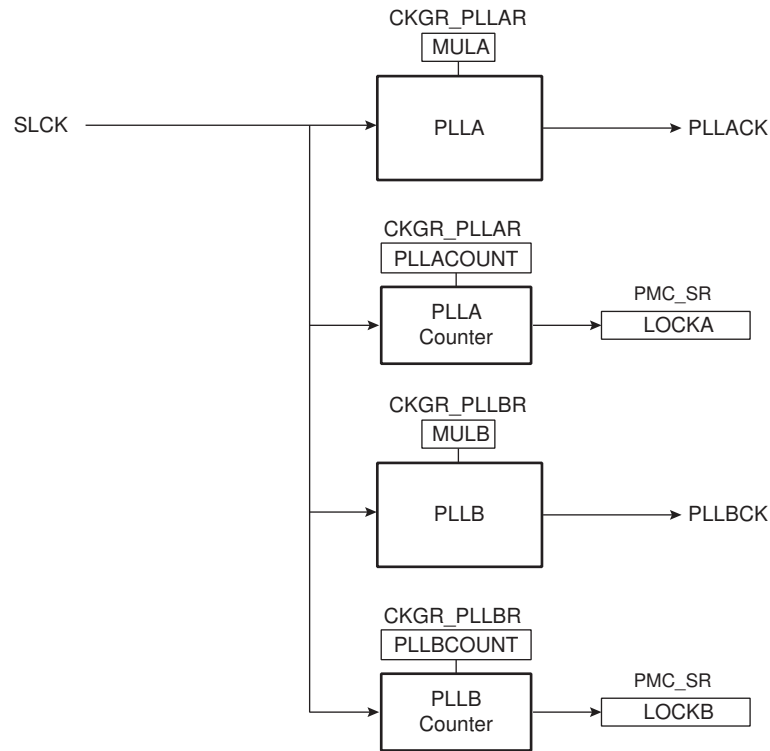 CKGR_PLLAR
MULA
SLCK
PLLA
PLLACK
CKGR_PLLAR
PLLACOUNT
PLLA
Counter
PMC_SR
LOCKA
CKGR_PLLBR
MULB
PLLB
PLLBCK
CKGR_PLLBR
PLLBCOUNT
PLLB
Counter
PMC_SR
LOCKB